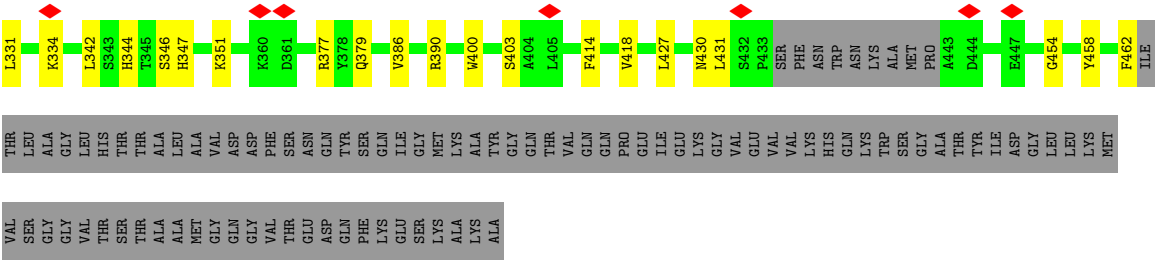 L331 K334 L342 S343 H344 T345 S346 H347 K351 K360 D361 R377 Y378 Q379 V386 R390 W400 S403 A404 L405 F414 V418 L427 N430 L431 S432 P433 SER PHE ASN TRP ASN LYS ALA MET PRO A443 D444 E447 G454 Y458 F462 ILE
THR LEU ALA GLY LEU HIS THR THR ALA LEU ALA VAL ASP ASP PHE SER ASN GLN TYR SER GLN ILE GLY MET LYS ALA TYR GLY GLN THR VAL GLN GLN PRO GLU ILE GLU LYS GLY VAL GLU VAL VAL LYS HIS GLN LYS TRP SER GLY ALA THR TYR ILE ASP GLY LEU LEU LYS MET
VAL SER GLY GLY VAL THR SER THR ALA ALA MET GLY GLN GLY VAL THR GLU ASP GLN PHE LYS GLU SER LYS ALA LYS ALA